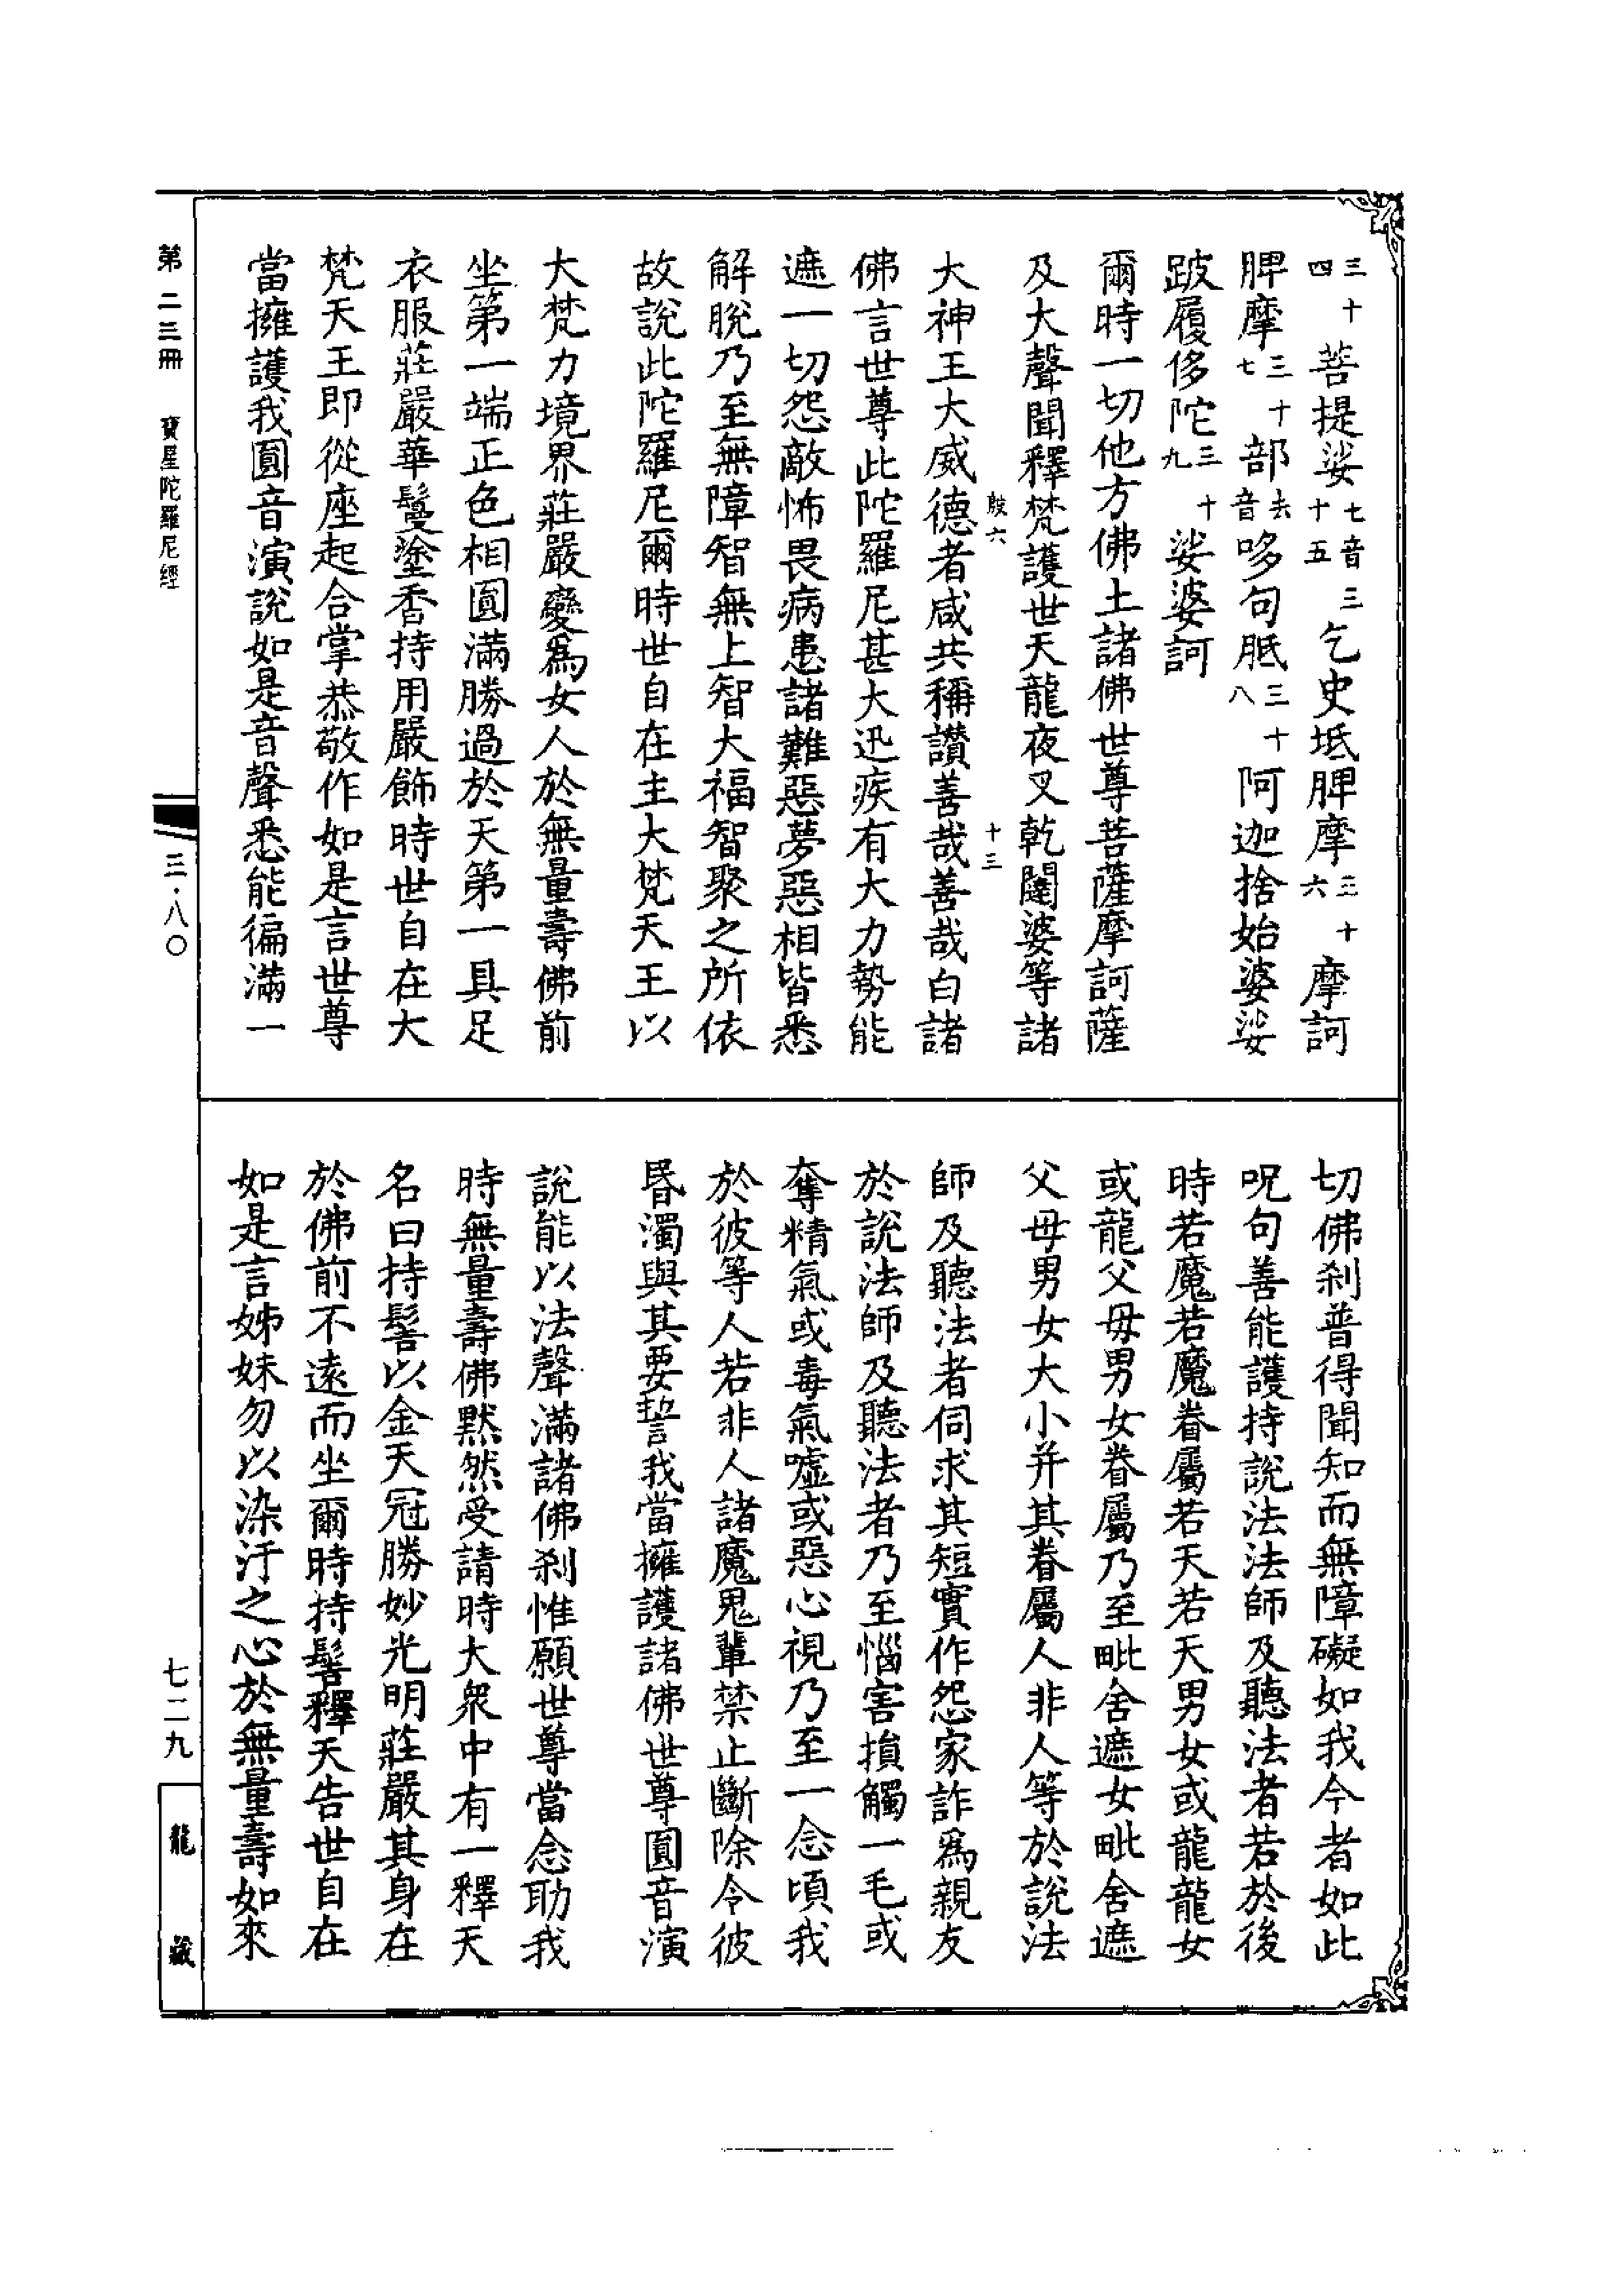 三十四菩提娑七音三十五乞史坻脾摩三十六摩訶
脾摩三十七部去音哆句胝三十八阿迦捨始婆娑
跛履侈陀三十九娑婆訶
爾時一切他方佛土諸佛世尊菩薩摩訶薩
及大聲聞釋梵護世天龍夜叉乾闥婆等諸
大神王大威德者咸共稱讚善哉善哉白諸
佛言世尊此陀羅尼甚大迅疾有大力勢能
遮一切怨敵怖畏病患諸難惡夢惡相皆悉
解脫乃至無障智無上智大福智聚之所依
故說此陀羅尼爾時世自在主大梵天王以
大梵力境界莊嚴變為女人於無量壽佛前
坐第一端正色相圓滿勝過於天第一具足
衣服莊嚴華鬘塗香持用嚴飾時世自在大
梵天王即從座起合掌恭敬作如是言世尊
當擁護我圓音演說如是音聲悉能徧滿一
切佛刹普得聞知而無障礙如我今者如此
呪句善能護持說法法師及聽法者若於後
時若魔若魔眷屬若天若天男女或龍龍女
或龍父母男女眷屬乃至毗舍遮女毗舍遮
父母男女大小并其眷屬人非人等於說法
師及聽法者伺求其短實作怨家詐為親友
於說法師及聽法者乃至惱害損觸一毛或
奪精氣或毒氣噓或惡心視乃至一念頃我
於彼等人若非人諸魔鬼輩禁止斷除令彼
昬濁與其要誓我當擁護諸佛世尊圓音演
說能以法聲滿諸佛刹惟願世尊當念助我
時無量壽佛默然受請時大衆中有一釋天
名曰持髻以金天冠勝妙光明莊嚴其身在
於佛前不遠而坐爾時持髻釋天告世自在
如是言姊妹勿以染汙之心於無量壽如來
第二三冊 寶星陀羅尼經
三·八〇
七二九
龍藏
十三